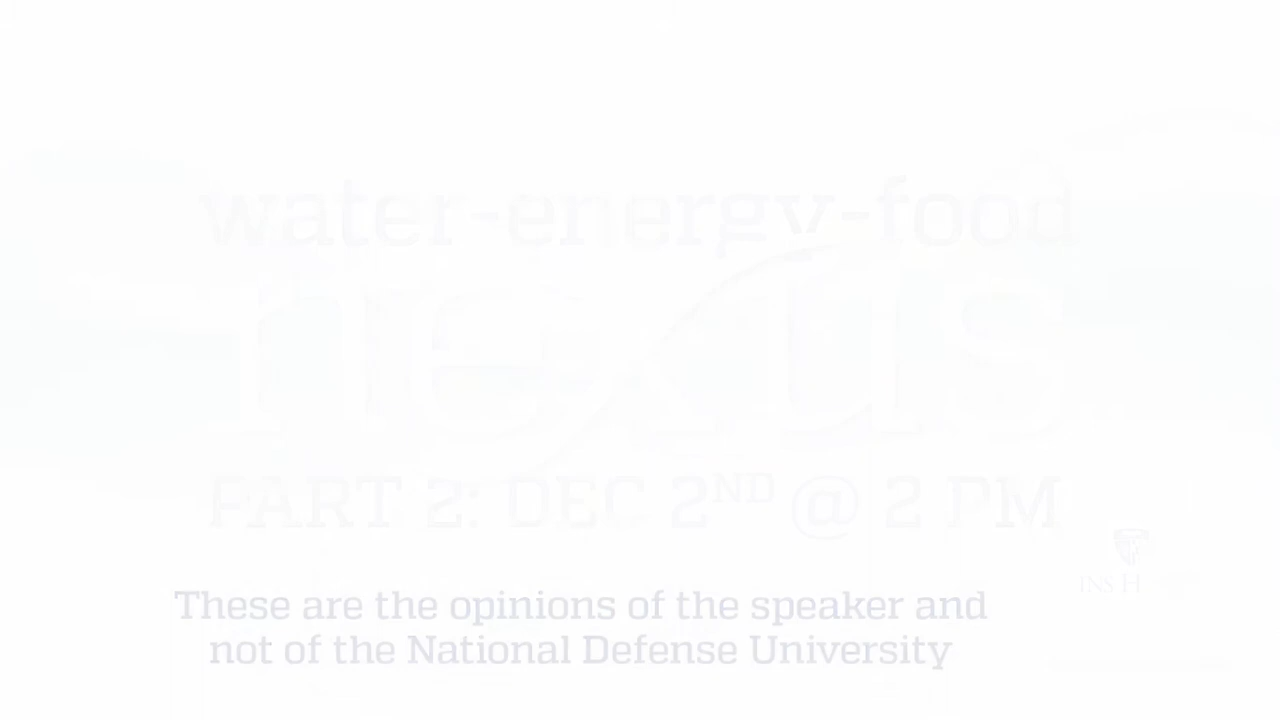 water-energy-food
nexus
PART 2: DEC 2ND @ 2 PM
INS H
These are the opinions of the speaker and
not of the National Defense University